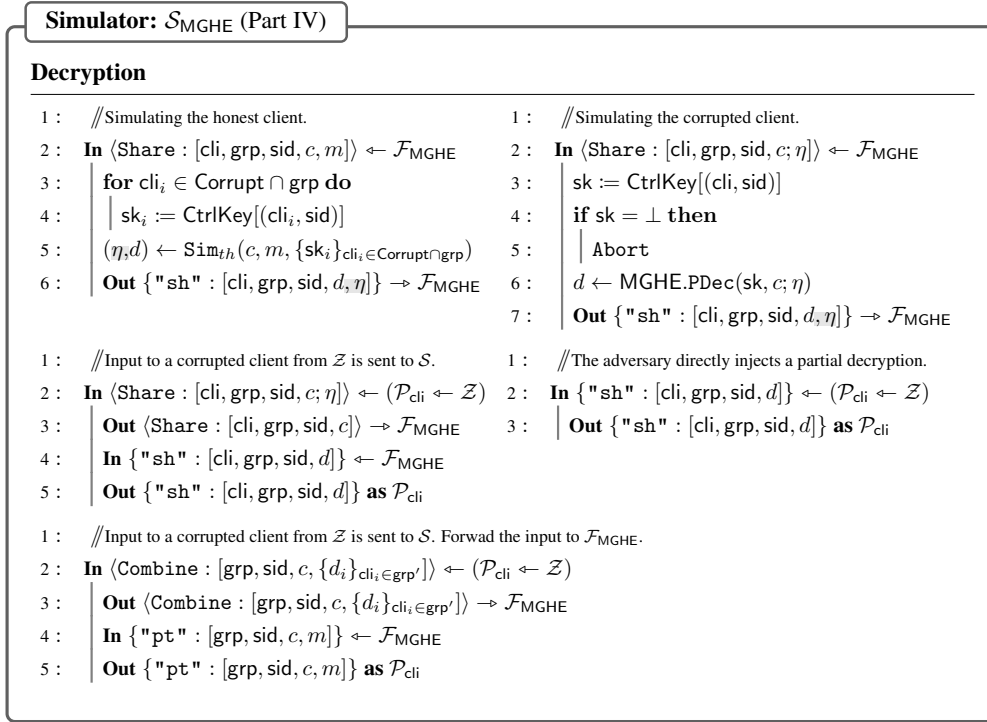 Simulator: 𝒮_MGHE (Part IV)
Decryption
1 : //Simulating the honest client.
2 : In ⟨Share : [cli, grp, sid, c, m]⟩ ↞ ℱ_MGHE
3 : for cli_i ∈ Corrupt ∩ grp do
4 : sk_i := CtrlKey[(cli_i, sid)]
5 : (η,d) ← Sim_th(c, m, {sk_i}_{cli_i∈Corrupt∩grp})
6 : Out {"sh" : [cli, grp, sid, d, η]} ↠ ℱ_MGHE
1 : //Simulating the corrupted client.
2 : In ⟨Share : [cli, grp, sid, c; η]⟩ ↞ ℱ_MGHE
3 : sk := CtrlKey[(cli, sid)]
4 : if sk = ⊥ then
5 : Abort
6 : d ← MGHE.PDec(sk, c; η)
7 : Out {"sh" : [cli, grp, sid, d, η]} ↠ ℱ_MGHE
1 : //Input to a corrupted client from 𝒵 is sent to 𝒮.
2 : In ⟨Share : [cli, grp, sid, c; η]⟩ ↞ (𝒫_cli ↞ 𝒵)
3 : Out ⟨Share : [cli, grp, sid, c]⟩ ↠ ℱ_MGHE
4 : In {"sh" : [cli, grp, sid, d]} ↞ ℱ_MGHE
5 : Out {"sh" : [cli, grp, sid, d]} as 𝒫_cli
1 : //The adversary directly injects a partial decryption.
2 : In {"sh" : [cli, grp, sid, d]} ↞ (𝒫_cli ↞ 𝒵)
3 : Out {"sh" : [cli, grp, sid, d]} as 𝒫_cli
1 : //Input to a corrupted client from 𝒵 is sent to 𝒮. Forwad the input to ℱ_MGHE.
2 : In ⟨Combine : [grp, sid, c, {d_i}_{cli_i∈grp′}]⟩ ↞ (𝒫_cli ↞ 𝒵)
3 : Out ⟨Combine : [grp, sid, c, {d_i}_{cli_i∈grp′}]⟩ ↠ ℱ_MGHE
4 : In {"pt" : [grp, sid, c, m]} ↞ ℱ_MGHE
5 : Out {"pt" : [grp, sid, c, m]} as 𝒫_cli